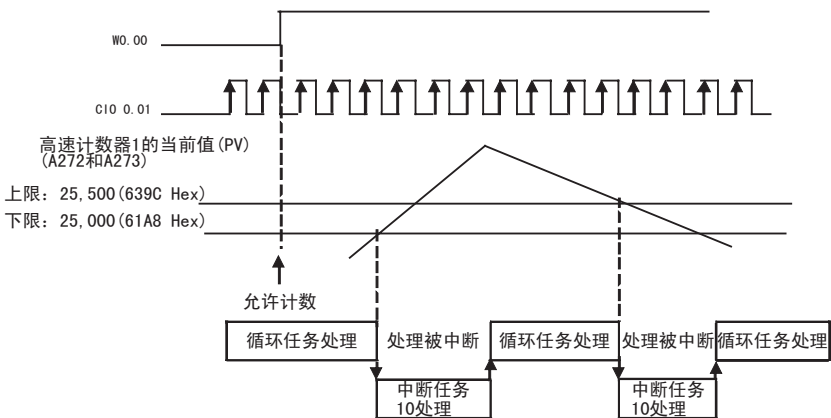 W0.00
CIO 0.01
高速计数器1的当前值(PV)
(A272和A273)
上限：25,500(639C Hex)
下限：25,000(61A8 Hex)
允许计数
循环任务处理
处理被中断
循环任务处理
处理被中断
循环任务处理
中断任务
10处理
中断任务
10处理